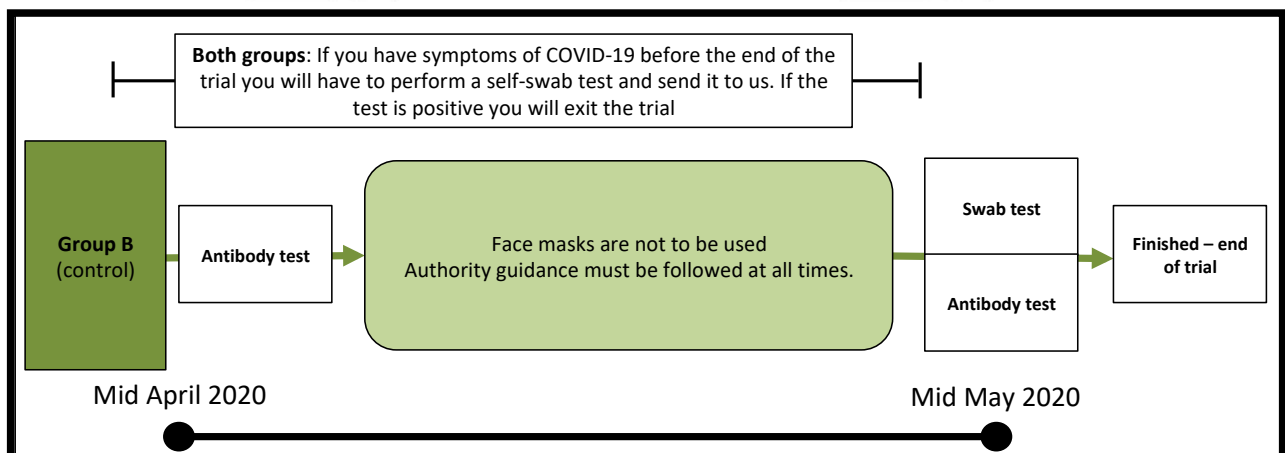 Both groups: If you have symptoms of COVID-19 before the end of the
trial you will have to perform a self-swab test and send it to us. If the
test is positive you will exit the trial
Group B
(control)
Antibody test
Face masks are not to be used
Authority guidance must be followed at all times.
Swab test
Antibody test
Finished – end
of trial
Mid April 2020
Mid May 2020